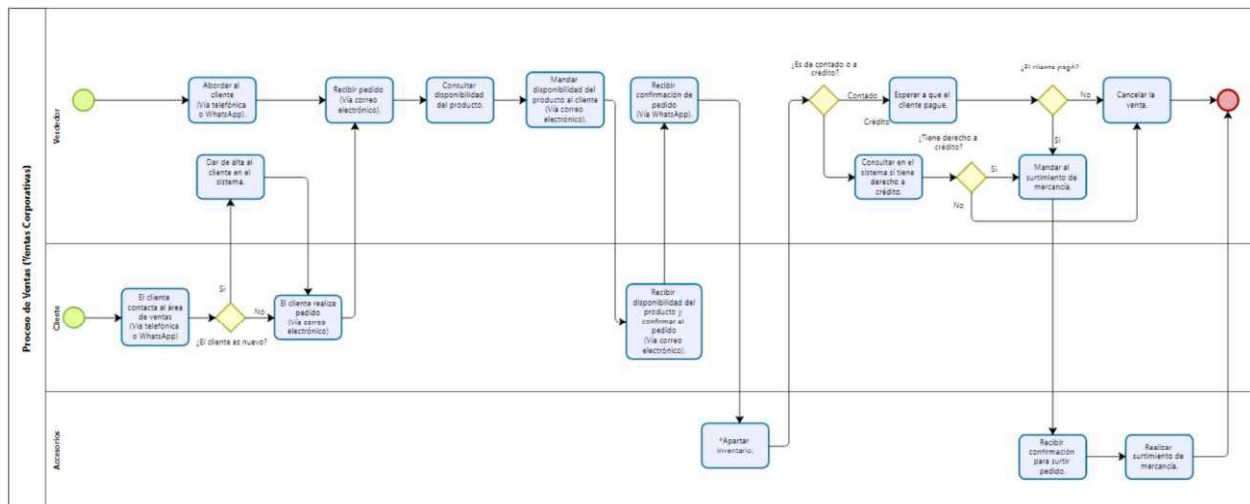 Proceso de Ventas (Ventas Corporativas)
Vendedor
Abordar al
cliente
(Vía telefónica
o WhatsApp).
Recibir pedido
(Vía correo
electrónico).
Consultar
disponibilidad
del producto.
Mandar
disponibilidad del
producto al cliente
(Vía correo
electrónico).
Recibir
confirmación de
pedido
(Vía WhatsApp).
¿Es de contado o a
crédito?
Contado
Crédito
Esperar a que el
cliente pague.
¿El cliente pagó?
No
Si
Cancelar la
venta.
Dar de alta al
cliente en el
sistema.
Consultar en el
sistema si tiene
derecho a
crédito.
¿Tiene derecho a
crédito?
Si
No
Mandar al
surtimiento de
mercancía.
Cliente
El cliente
contacta al área
de ventas
(Vía telefónica
o WhatsApp)
Si
No
¿El cliente es nuevo?
El cliente realiza
pedido
(Vía correo
electrónico)
Recibir
disponibilidad del
producto y
confirmar el
pedido
(Vía correo
electrónico).
Accesorios
*Apartar
inventario.
Recibir
confirmación
para surtir
pedido.
Realizar
surtimiento de
mercancía.